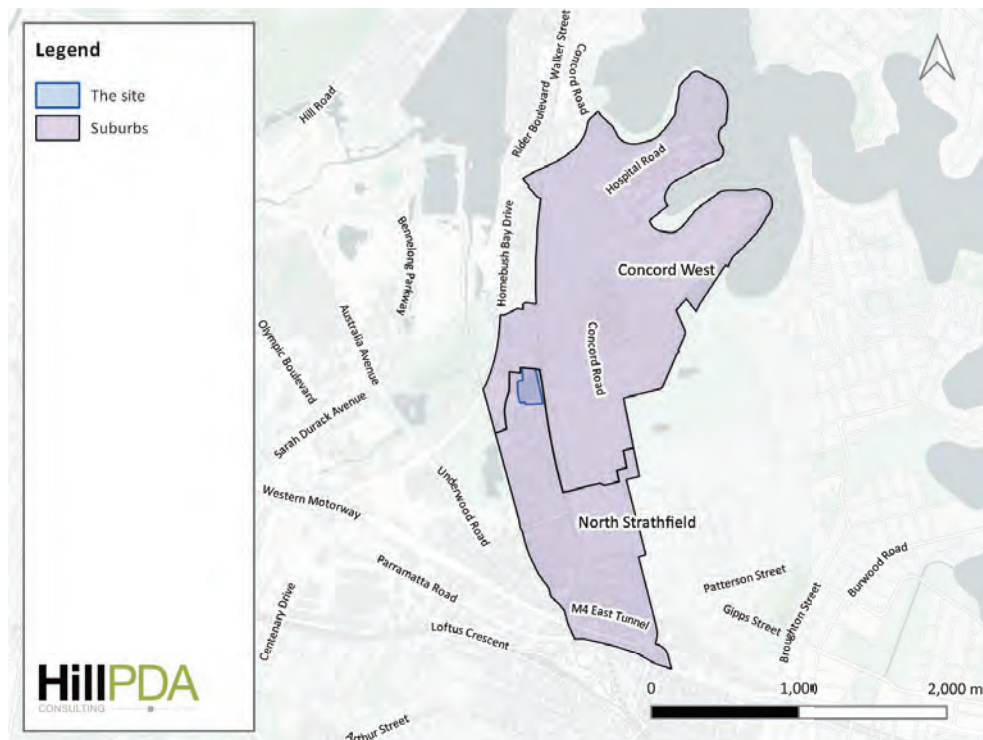 Legend
The site
Suburbs
Hill Road
Rider Boulevard
Walker Street
Concord Road
Hospital Road
Bennelong Parkway
Homebush Bay Drive
Concord West
Australia Avenue
Olympic Boulevard
Concord Road
Sarah Durack Avenue
Underwood Road
Western Motorway
North Strathfield
Parramatta Road
Patterson Street
Burwood Road
M4 East Tunnel
Gipps Street
Loftus Crescent
Broughton Street
Centenary Drive
HillPDA
CONSULTING
0 1,000 2,000 m
Arthur Street